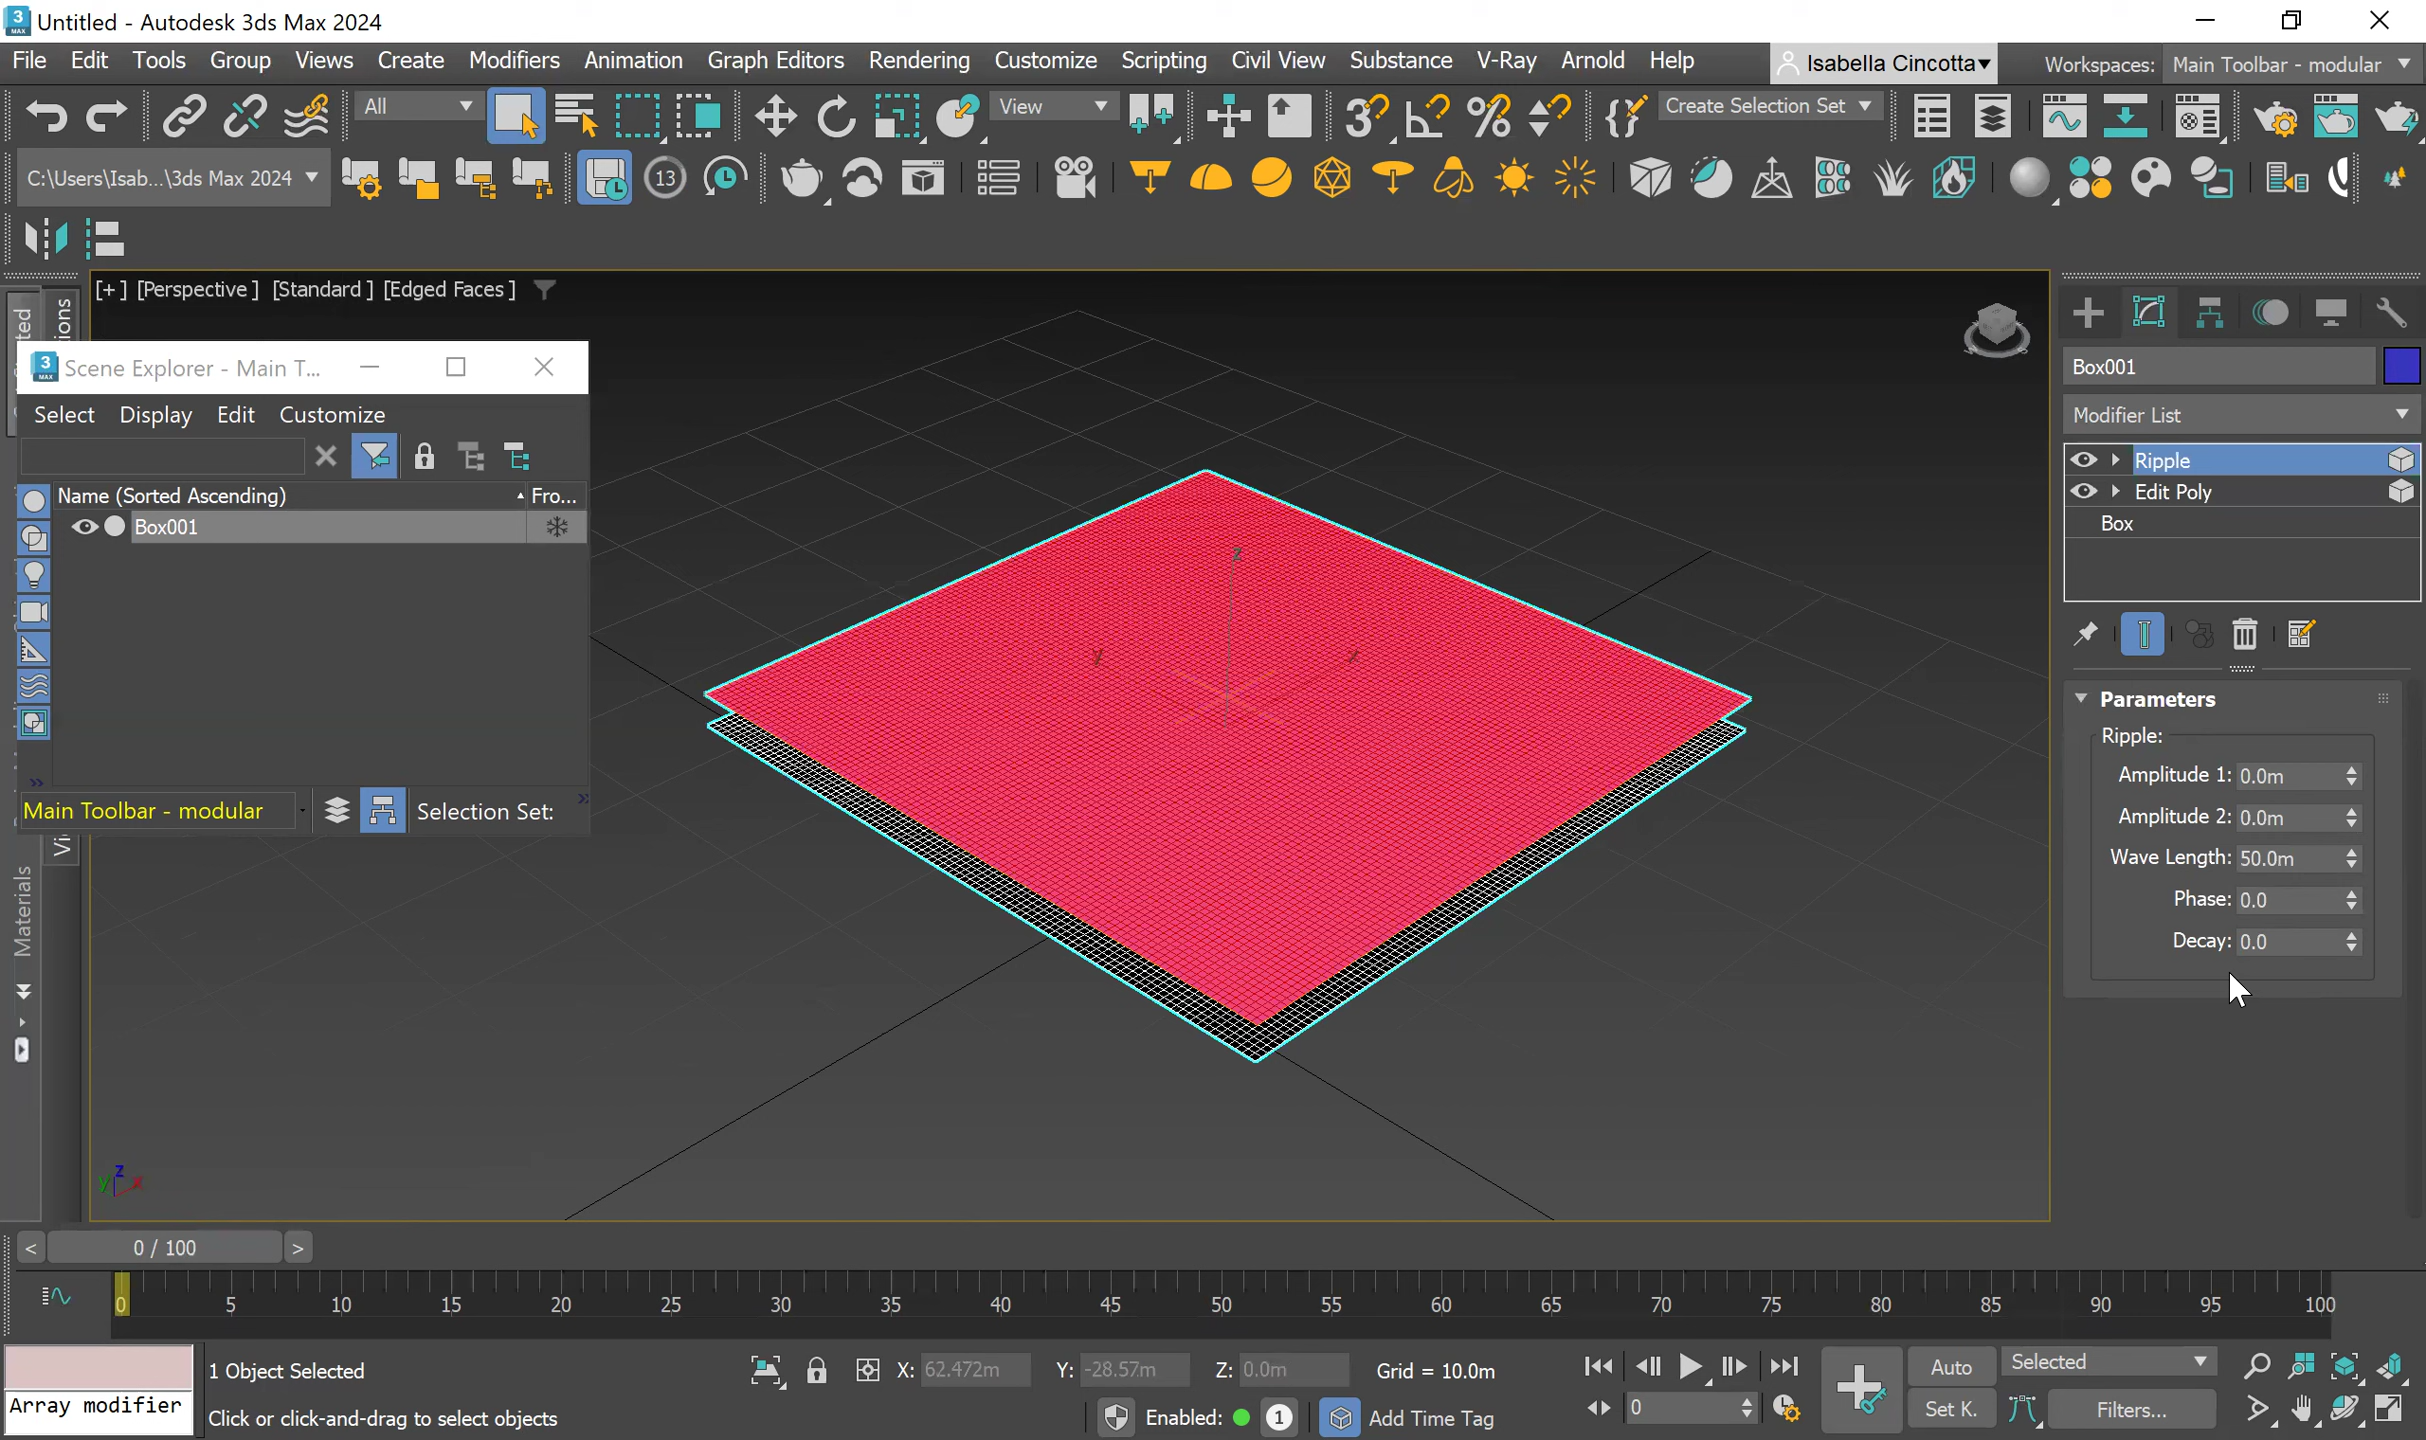 Untitled - Autodesk 3ds Max 2024
File Edit Tools Group Views Create Modifiers Animation Graph Editors Rendering Customize Scripting Civil View Substance V-Ray Arnold Help Isabella Cincotta Workspaces: Main Toolbar - modular
All View Create Selection Set
C:\Users\Isab...\3ds Max 2024 13
[+] [Perspective] [Standard] [Edged Faces]
Scene Explorer - Main T...
Select Display Edit Customize
Name (Sorted Ascending) Fro...
Box001
Main Toolbar - modular Selection Set:
Materials
z
y
x
z
y
x
Box001
Modifier List
Ripple
Edit Poly
Box
Parameters
Ripple:
Amplitude 1: 0.0m
Amplitude 2: 0.0m
Wave Length: 50.0m
Phase: 0.0
Decay: 0.0
< 0 / 100 >
0 5 10 15 20 25 30 35 40 45 50 55 60 65 70 75 80 85 90 95 100
1 Object Selected X: 62.472m Y: -28.57m Z: 0.0m Grid = 10.0m Auto Selected
Array modifier
Click or click-and-drag to select objects Enabled: 1 Add Time Tag 0 Set K. Filters...